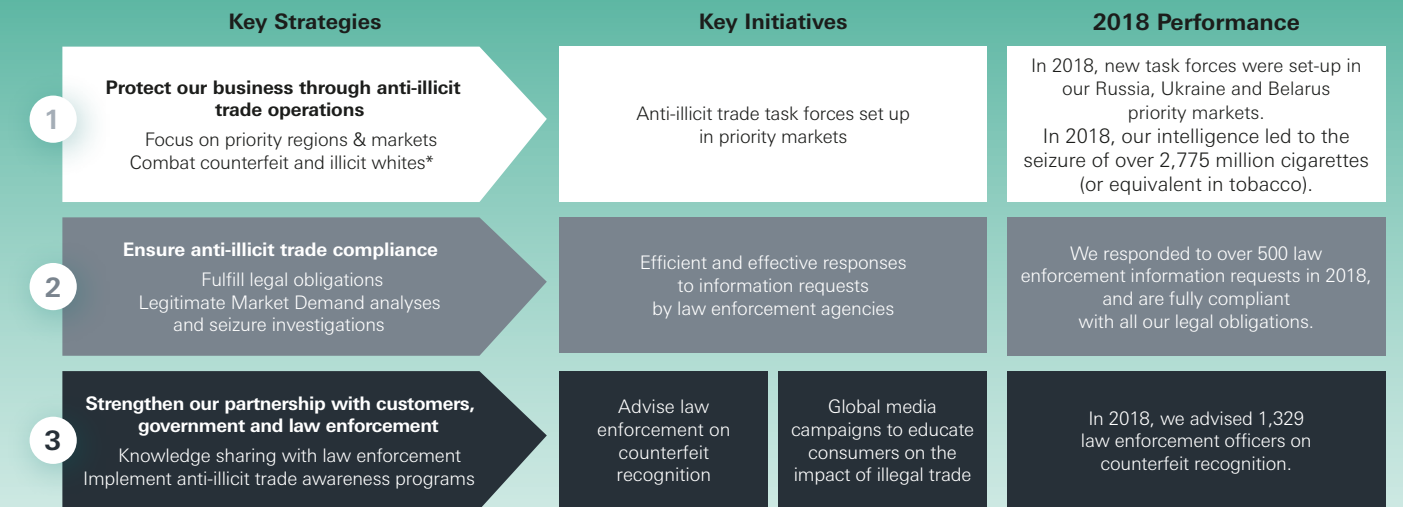 Key Strategies
Key Initiatives
2018 Performance
1
Protect our business through anti-illicit
trade operations
Focus on priority regions & markets
Combat counterfeit and illicit whites*
Anti-illicit trade task forces set up
in priority markets
In 2018, new task forces were set-up in
our Russia, Ukraine and Belarus
priority markets.
In 2018, our intelligence led to the
seizure of over 2,775 million cigarettes
(or equivalent in tobacco).
2
Ensure anti-illicit trade compliance
Fulfill legal obligations
Legitimate Market Demand analyses
and seizure investigations
Efficient and effective responses
to information requests
by law enforcement agencies
We responded to over 500 law
enforcement information requests in 2018,
and are fully compliant
with all our legal obligations.
3
Strengthen our partnership with customers,
government and law enforcement
Knowledge sharing with law enforcement
Implement anti-illicit trade awareness programs
Advise law
enforcement on
counterfeit
recognition
Global media
campaigns to educate
consumers on the
impact of illegal trade
In 2018, we advised 1,329
law enforcement officers on
counterfeit recognition.